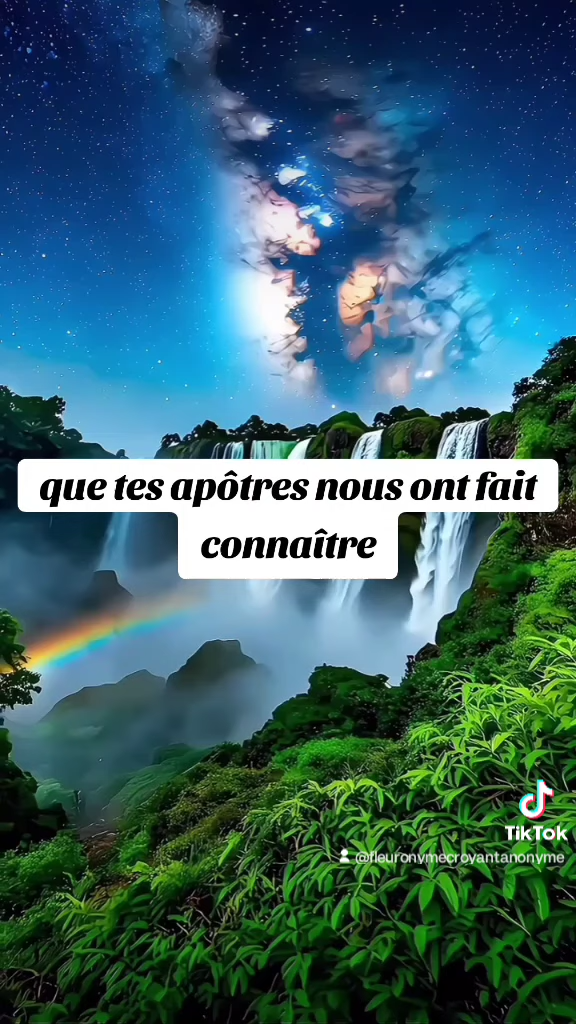 que tes apôtres nous ont fait
connaître
TikTok
@fleuronymecroyantanonyme